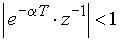 |e^{-αT} · z^{-1}| < 1